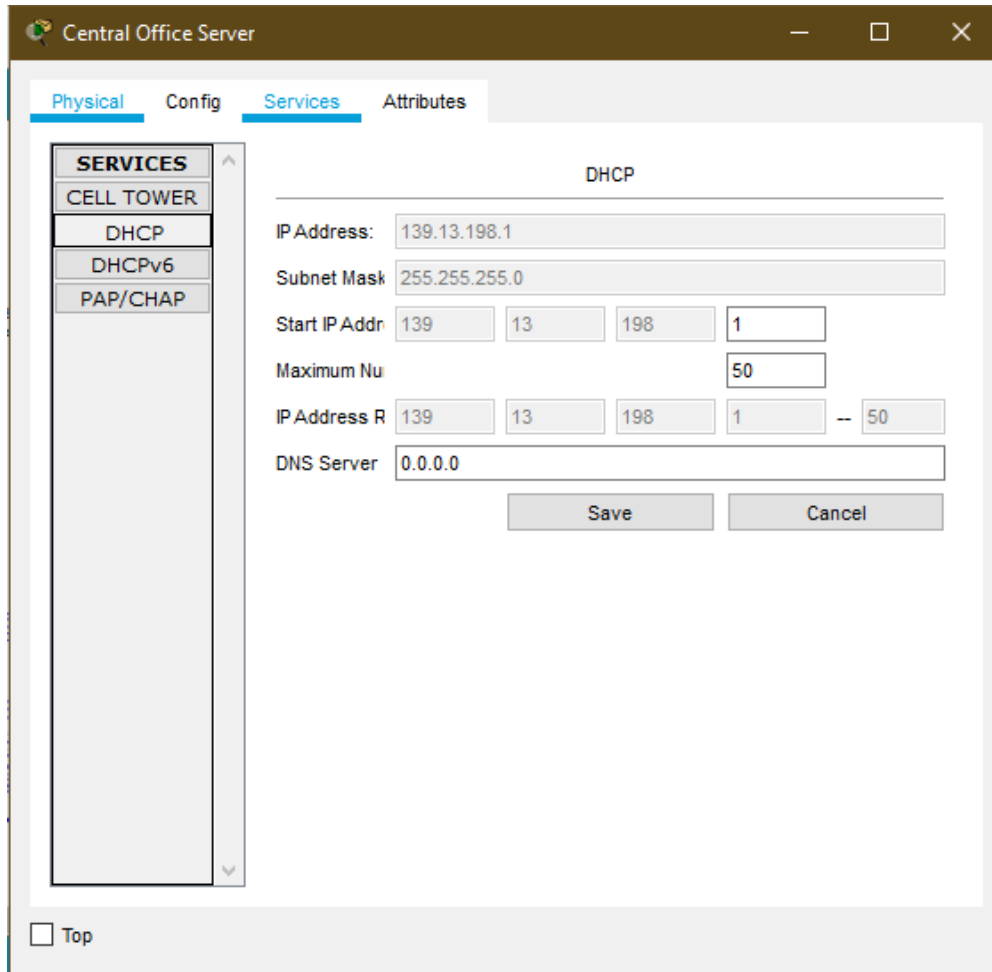 Central Office Server
Physical Config Services Attributes
SERVICES
CELL TOWER
DHCP
DHCPv6
PAP/CHAP
DHCP
IP Address: 139.13.198.1
Subnet Mask 255.255.255.0
Start IP Addr 139 13 198 1
Maximum Nu 50
IP Address R 139 13 198 1 -- 50
DNS Server 0.0.0.0
Save Cancel
Top